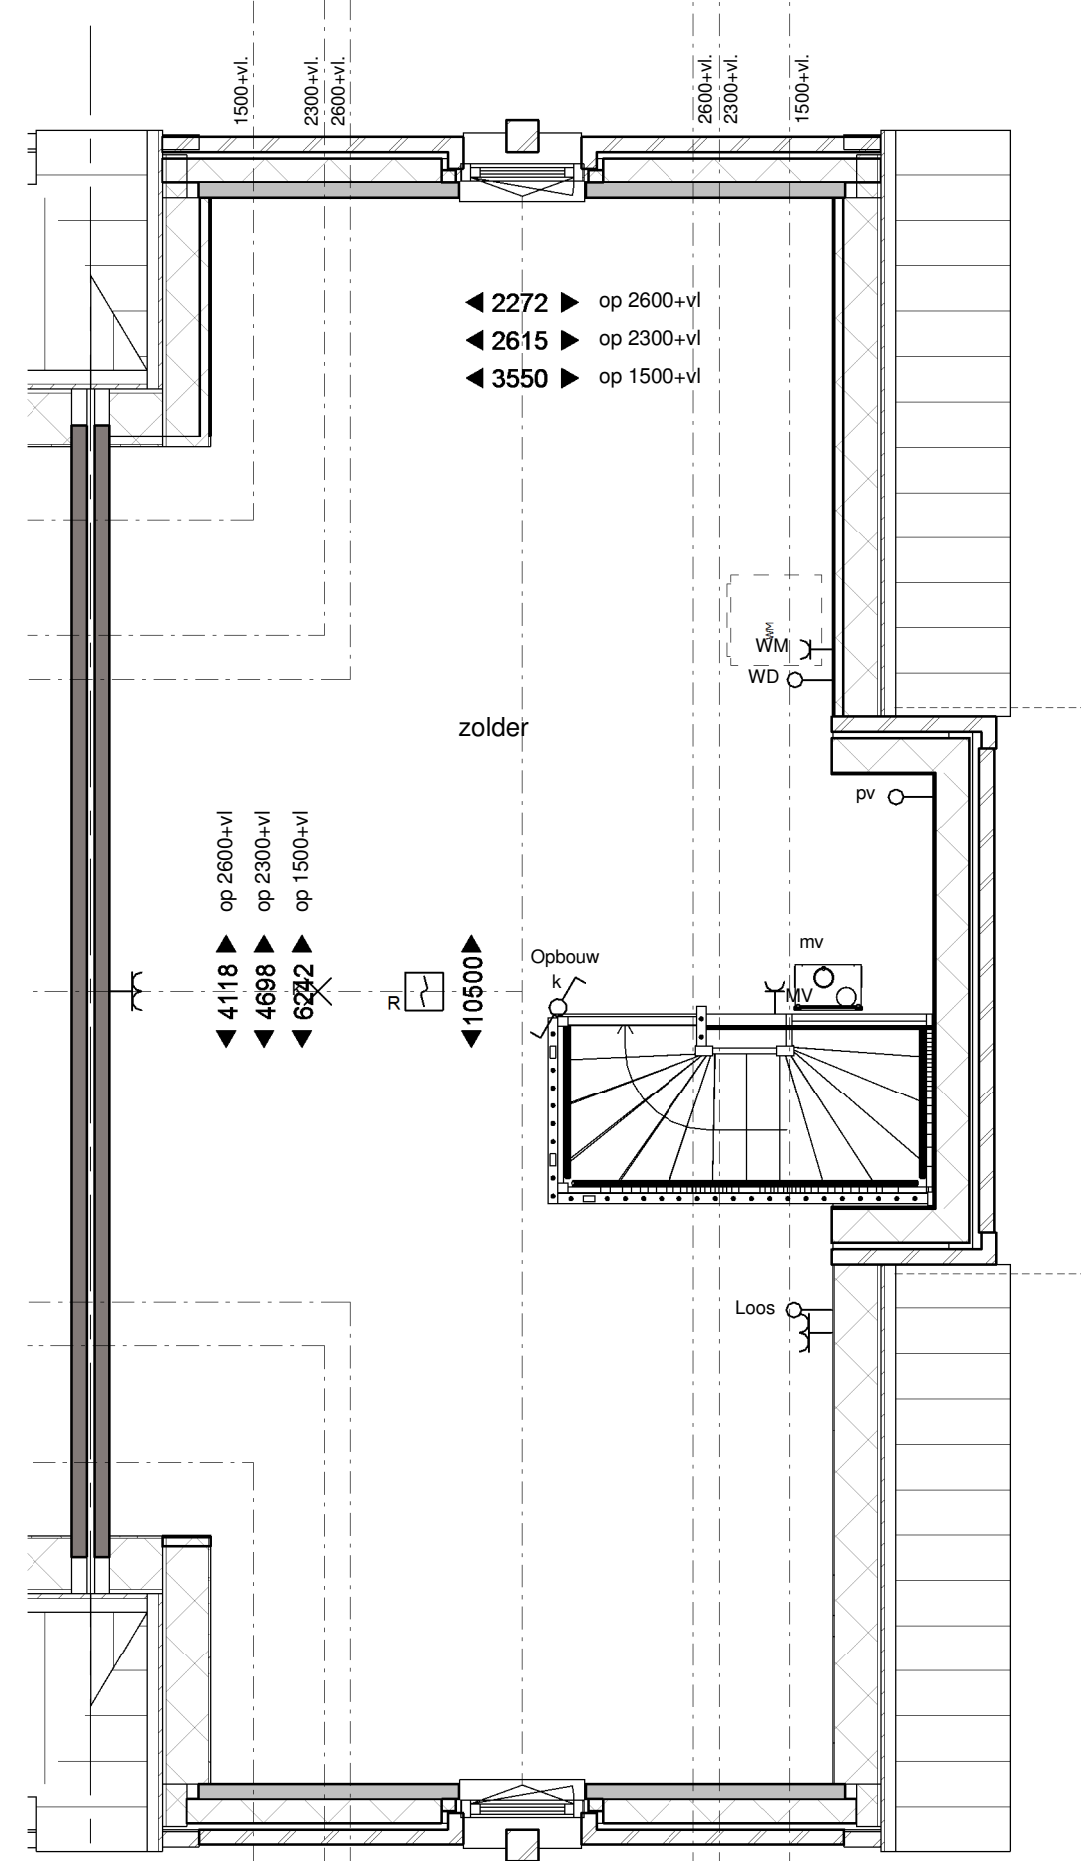 1500+vl.
2300+vl.
2600+vl.
2600+vl.
2300+vl.
1500+vl.
2272 op 2600+vl
2615 op 2300+vl
3550 op 1500+vl
WM
WM
WD
zolder
pv
op 2600+vl
op 2300+vl
op 1500+vl
4118
4698
6242
10500
R
Opbouw
k
mv
MV
Loos